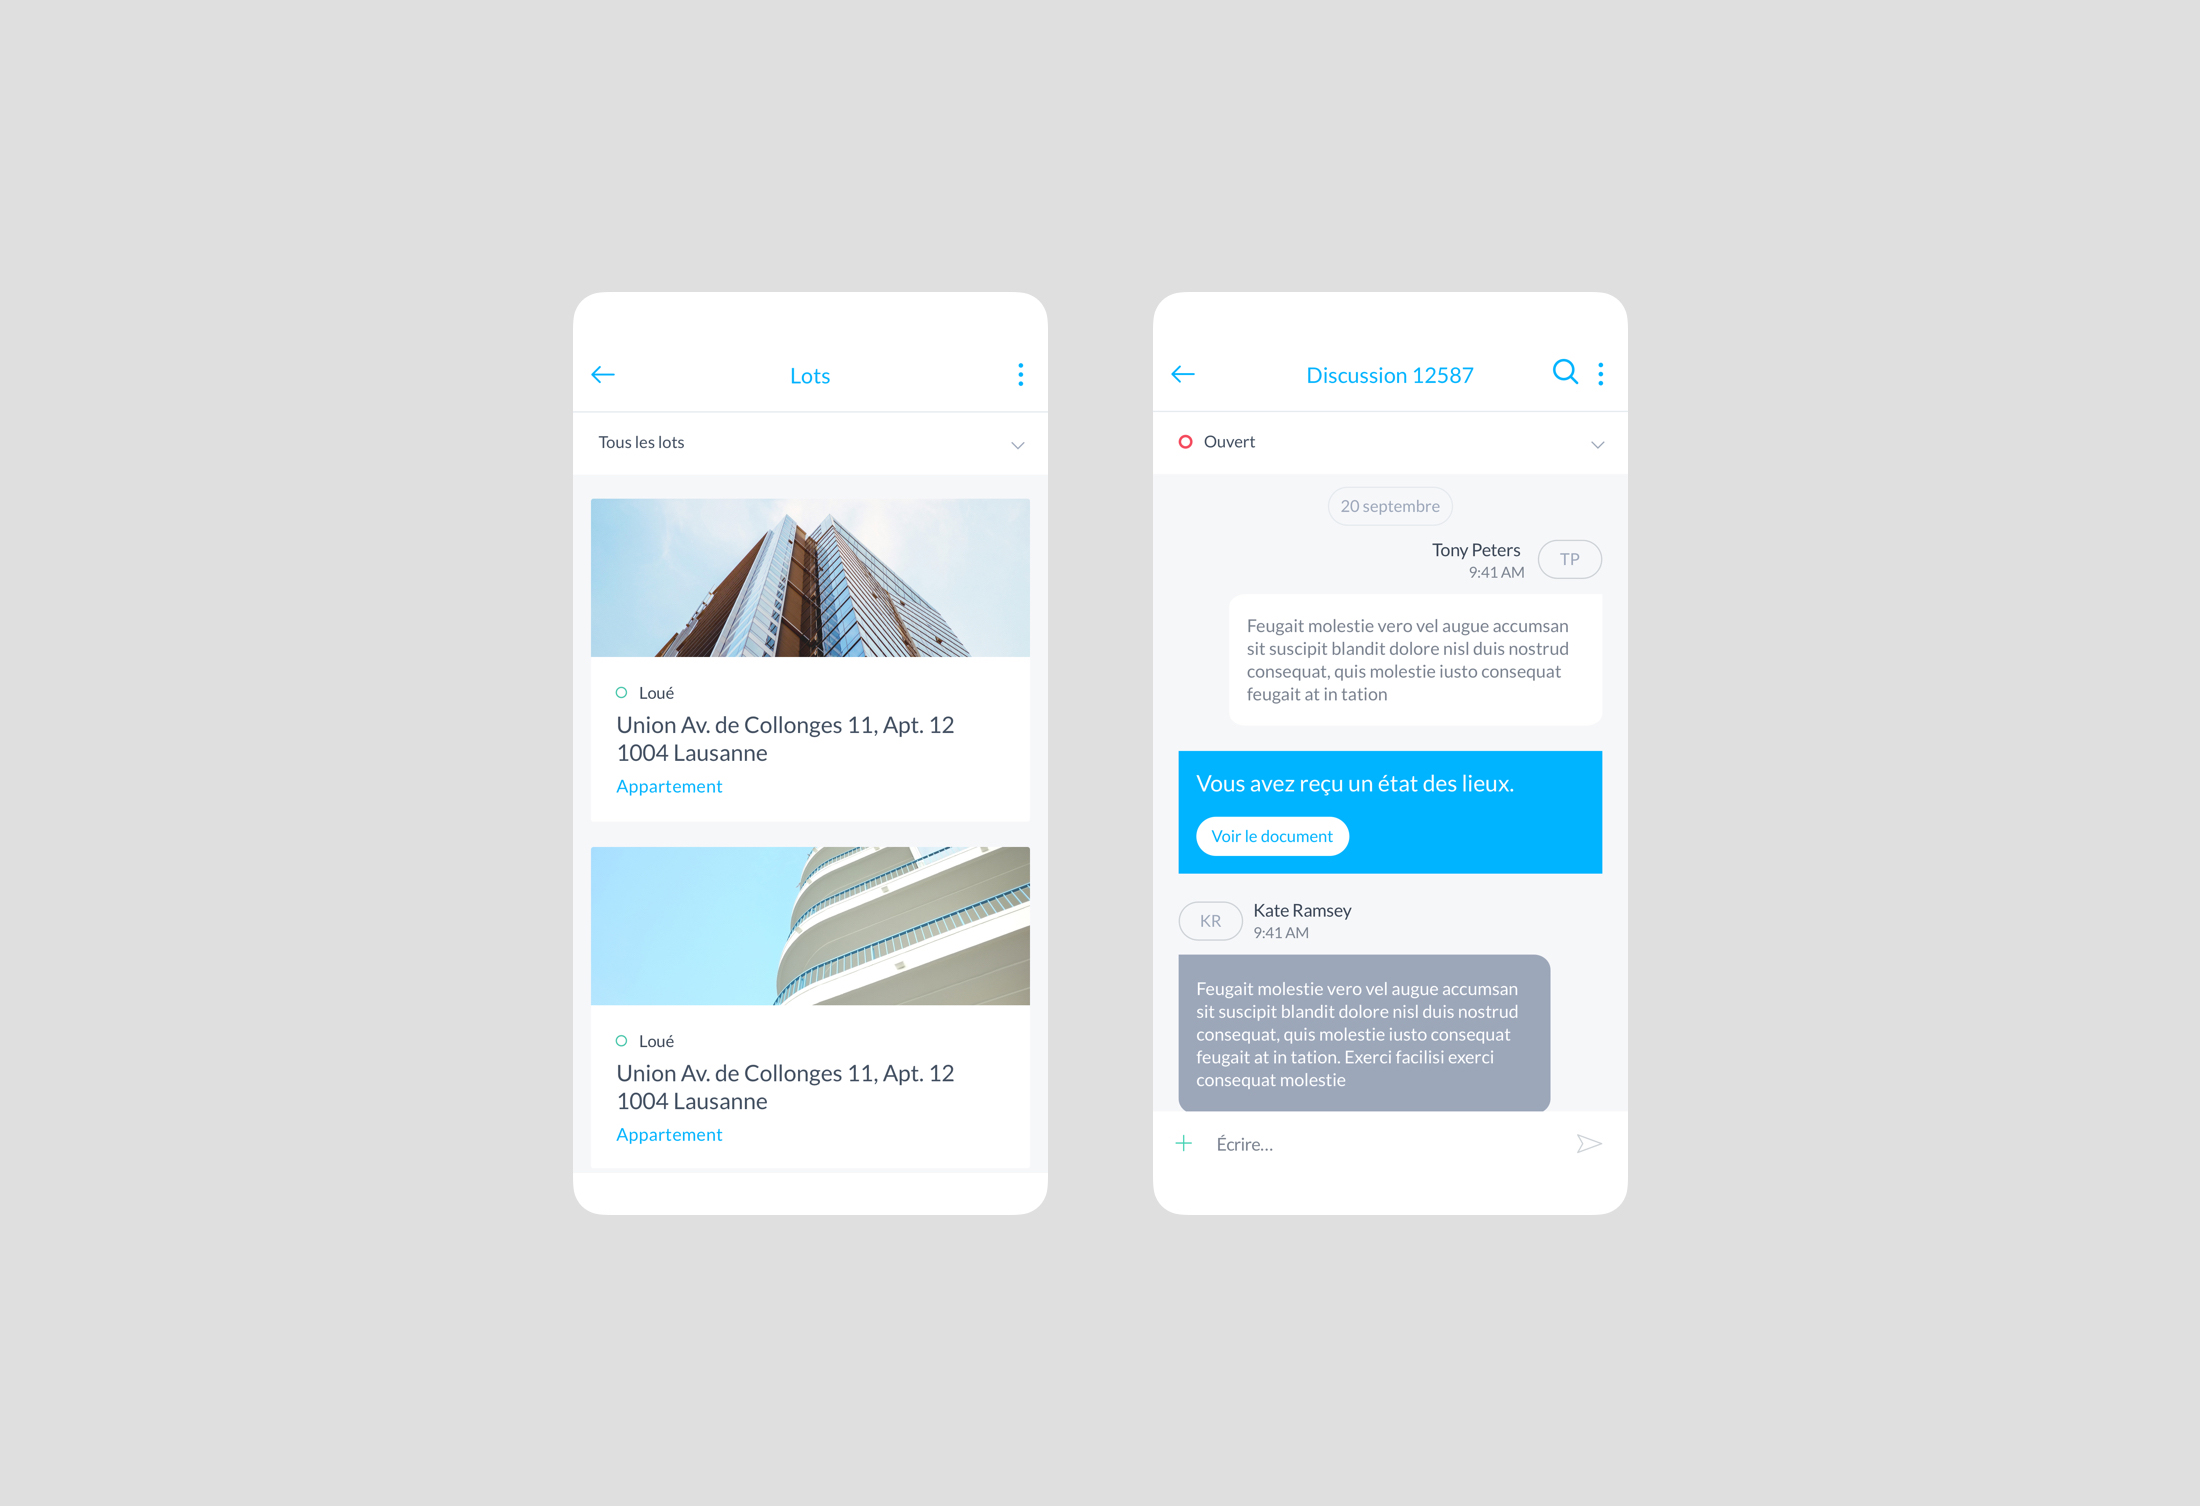 Lots
Tous les lots
Loué
Union Av. de Collonges 11, Apt. 12
1004 Lausanne
Appartement
Loué
Union Av. de Collonges 11, Apt. 12
1004 Lausanne
Appartement
Discussion 12587
Ouvert
20 septembre
Tony Peters
9:41 AM
TP
Feugait molestie vero vel augue accumsan
sit suscipit blandit dolore nisl duis nostrud
consequat, quis molestie iusto consequat
feugait at in tation
Vous avez reçu un état des lieux.
Voir le document
KR
Kate Ramsey
9:41 AM
Feugait molestie vero vel augue accumsan
sit suscipit blandit dolore nisl duis nostrud
consequat, quis molestie iusto consequat
feugait at in tation. Exerci facilisi exerci
consequat molestie
Écrire...